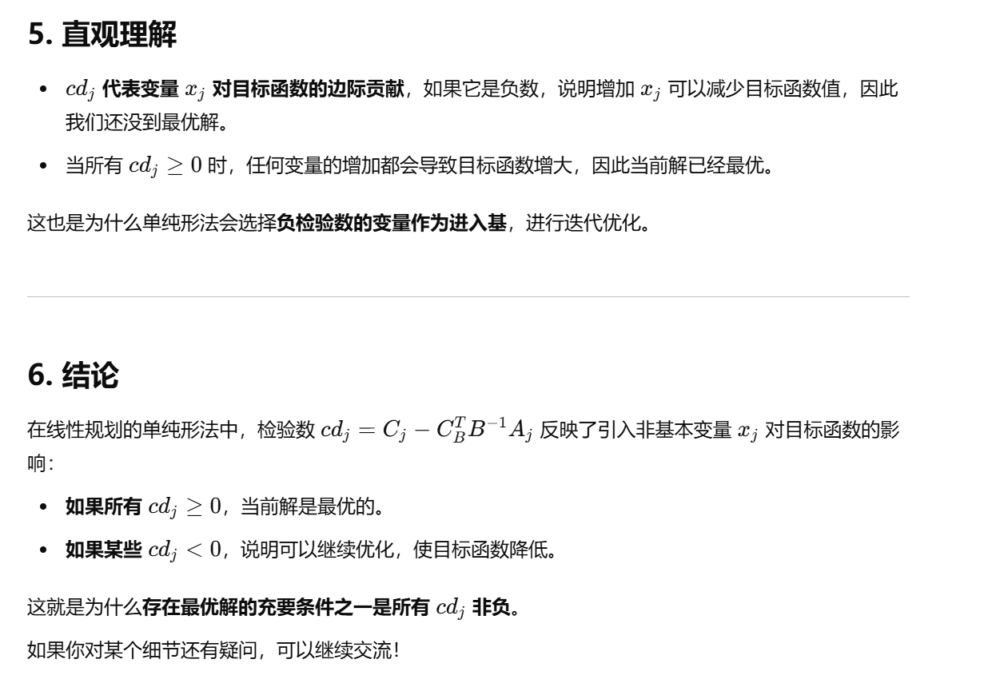 5. 直观理解
• $cd_j$ 代表变量 $x_j$ 对目标函数的边际贡献，如果它是负数，说明增加 $x_j$ 可以减少目标函数值，因此
我们还没到最优解。
• 当所有 $cd_j \geq 0$ 时，任何变量的增加都会导致目标函数增大，因此当前解已经最优。
这也是为什么单纯形法会选择负检验数的变量作为进入基，进行迭代优化。
6. 结论
在线性规划的单纯形法中，检验数 $cd_j = C_j - C_B^T B^{-1} A_j$ 反映了引入非基本变量 $x_j$ 对目标函数的影
响：
• 如果所有 $cd_j \geq 0$，当前解是最优的。
• 如果某些 $cd_j < 0$，说明可以继续优化，使目标函数降低。
这就是为什么存在最优解的充要条件之一是所有 $cd_j$ 非负。
如果你对某个细节还有疑问，可以继续交流！